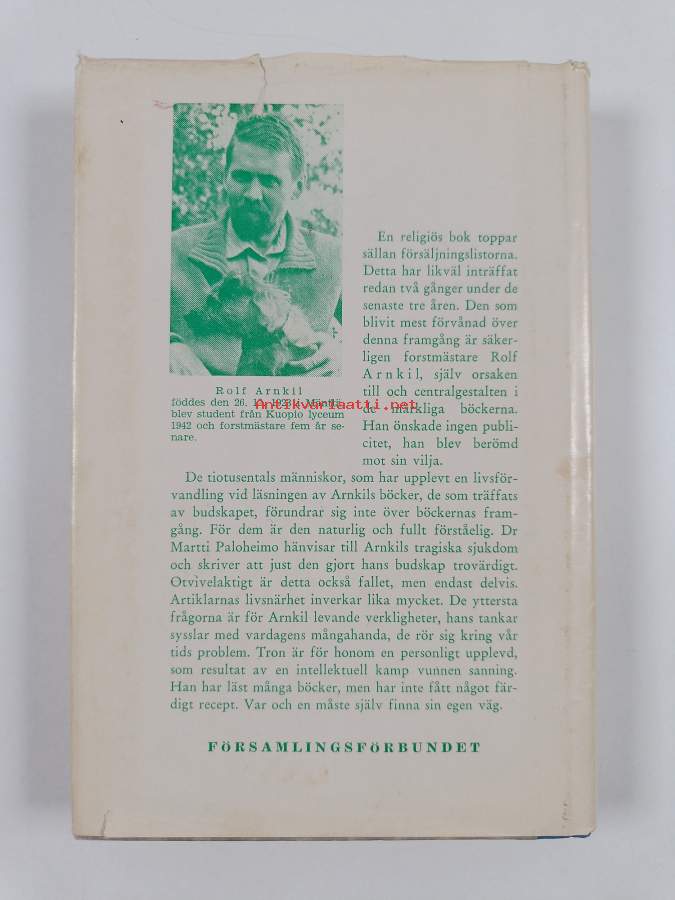 Rolf Arnkil
föddes den 26. 1923 i Mänttä
blev student från Kuopio lyceum
1942 och forstmästare fem år se-
nare.
Antikvariaatti.net
En religiös bok toppar
sällan försäljningslistorna.
Detta har likväl inträffat
redan två gånger under de
senaste tre åren. Den som
blivit mest förvånad över
denna framgång är säker-
ligen forstmästare Rolf
Arnkil, själv orsaken
till och centralgestalten i
de märkliga böckerna.
Han önskade ingen publi-
citet, han blev berömd
mot sin vilja.
De tiotusentals människor, som har upplevt en livsför-
vandling vid läsningen av Arnkils böcker, de som träffats
av budskapet, förundrar sig inte över böckernas fram-
gång. För dem är den naturlig och fullt förståelig. Dr
Martti Paloheimo hänvisar till Arnkils tragiska sjukdom
och skriver att just den gjort hans budskap trovärdigt.
Otvivelaktigt är detta också fallet, men endast delvis.
Artiklarnas livsnärhet inverkar lika mycket. De yttersta
frågorna är för Arnkil levande verkligheter, hans tankar
sysslar med vardagens mångahanda, de rör sig kring vår
tids problem. Tron är för honom en personligt upplevd,
som resultat av en intellektuell kamp vunnen sanning.
Han har läst många böcker, men har inte fått något fär-
digt recept. Var och en måste själv finna sin egen väg.
FÖRSAMLINGSFÖRBUNDET